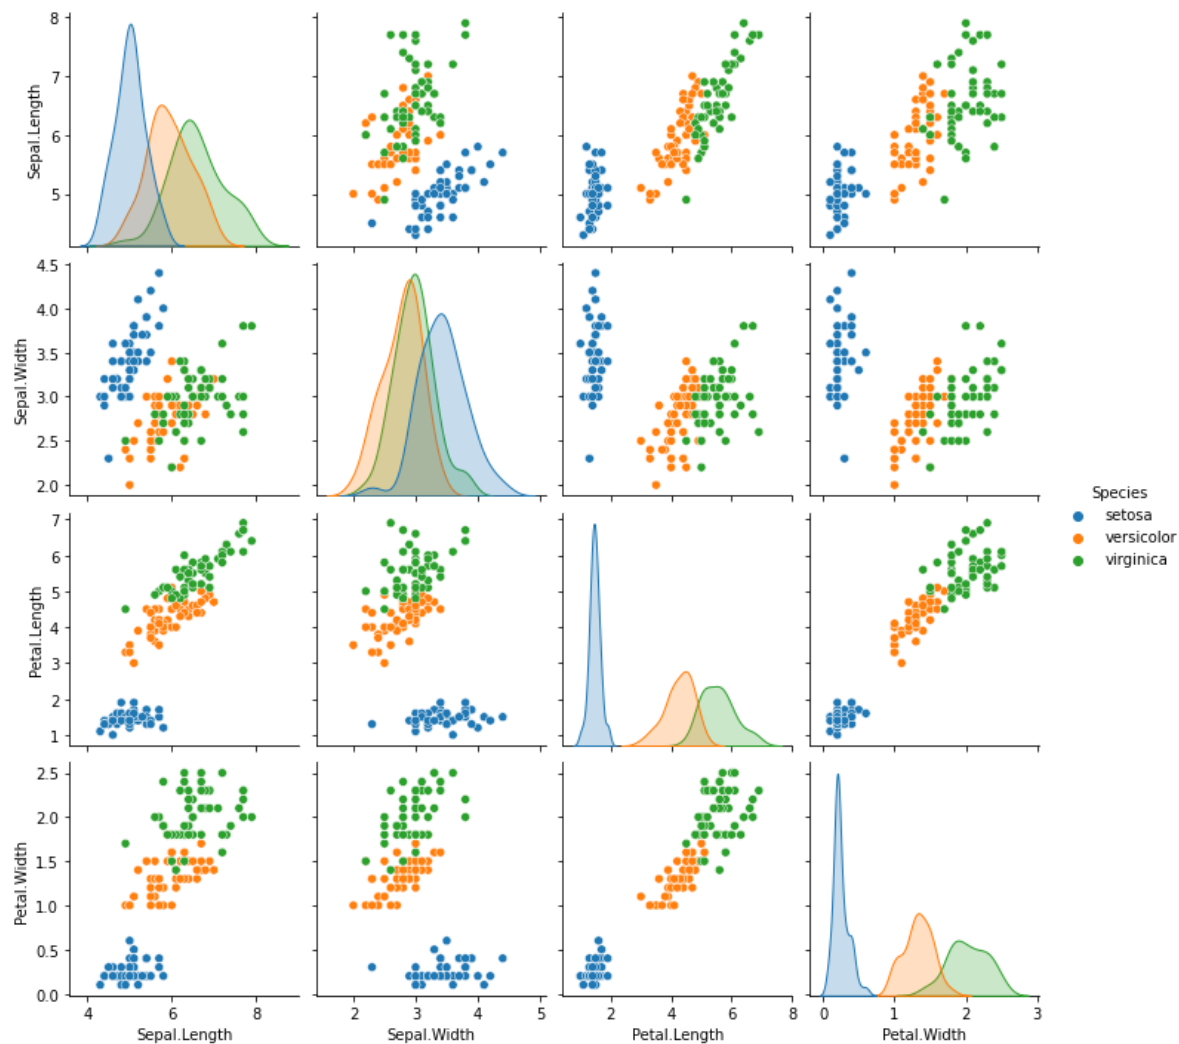 8
7
6
5
Sepal.Length
4.5
4.0
3.5
3.0
2.5
2.0
Sepal.Width
Species
setosa
versicolor
virginica
7
6
5
4
3
2
1
Petal.Length
2.5
2.0
1.5
1.0
0.5
0.0
Petal.Width
4 6 8
2 3 4 5
0 2 4 6 8
0 1 2 3
Sepal.Length
Sepal.Width
Petal.Length
Petal.Width